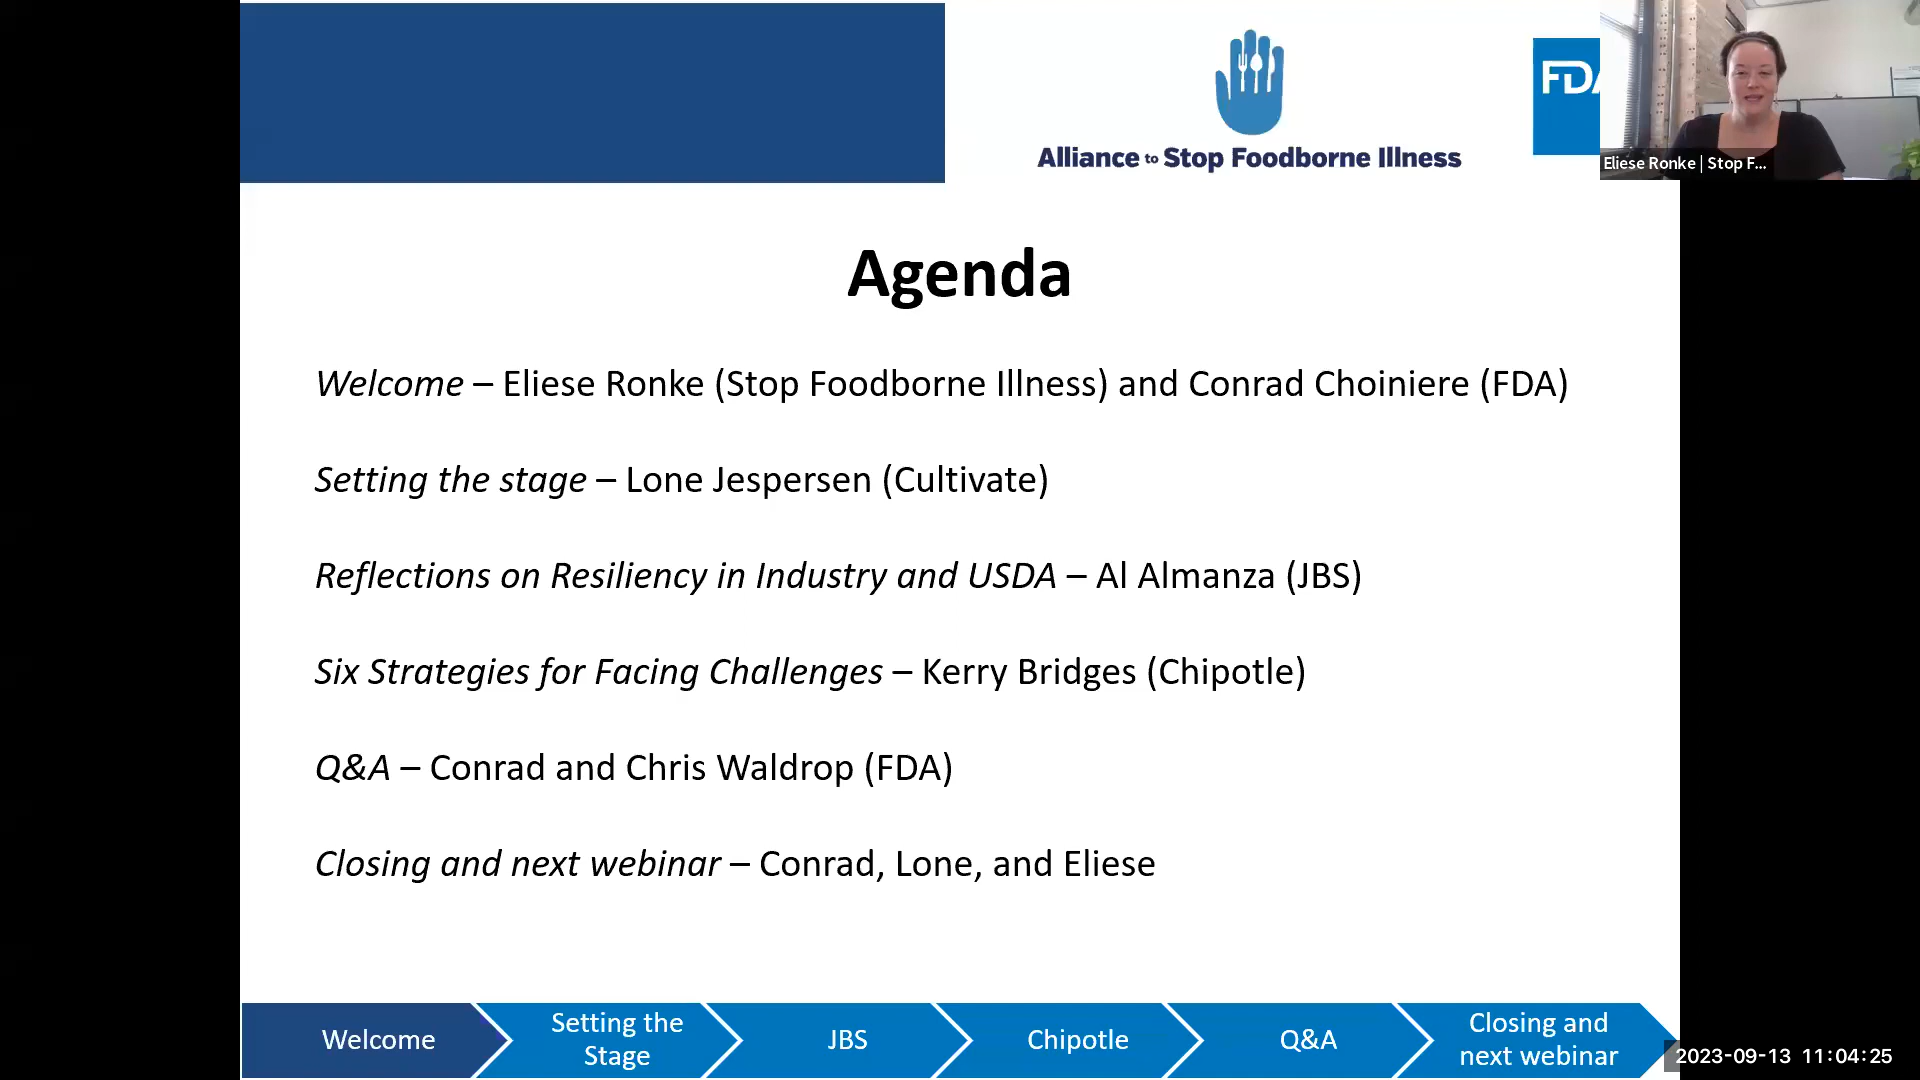 Alliance to Stop Foodborne Illness
FDA
Eliese Ronke | Stop F...
Agenda
Welcome – Eliese Ronke (Stop Foodborne Illness) and Conrad Choiniere (FDA)
Setting the stage – Lone Jespersen (Cultivate)
Reflections on Resiliency in Industry and USDA – Al Almanza (JBS)
Six Strategies for Facing Challenges – Kerry Bridges (Chipotle)
Q&A – Conrad and Chris Waldrop (FDA)
Closing and next webinar – Conrad, Lone, and Eliese
Welcome
Setting the
Stage
JBS
Chipotle
Q&A
Closing and
next webinar
2023-09-13 11:04:25